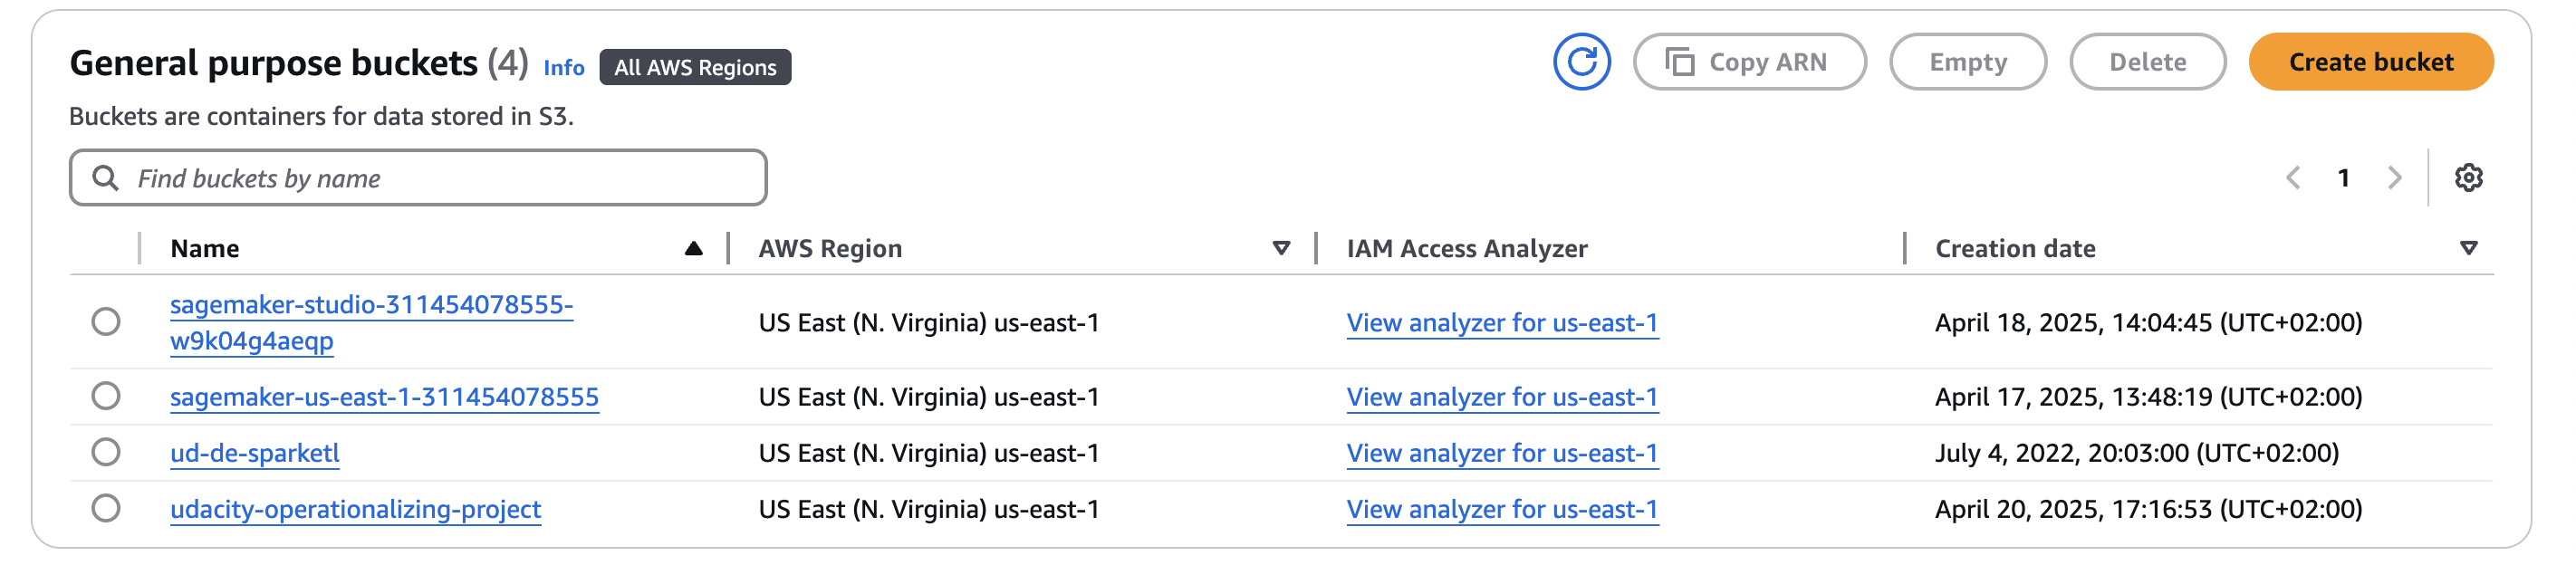 General purpose buckets (4) Info All AWS Regions
Copy ARN Empty Delete Create bucket
Buckets are containers for data stored in S3.
Find buckets by name
1
Name AWS Region IAM Access Analyzer Creation date
sagemaker-studio-311454078555-
w9k04g4aeqp
US East (N. Virginia) us-east-1 View analyzer for us-east-1 April 18, 2025, 14:04:45 (UTC+02:00)
sagemaker-us-east-1-311454078555 US East (N. Virginia) us-east-1 View analyzer for us-east-1 April 17, 2025, 13:48:19 (UTC+02:00)
ud-de-sparketl US East (N. Virginia) us-east-1 View analyzer for us-east-1 July 4, 2022, 20:03:00 (UTC+02:00)
udacity-operationalizing-project US East (N. Virginia) us-east-1 View analyzer for us-east-1 April 20, 2025, 17:16:53 (UTC+02:00)